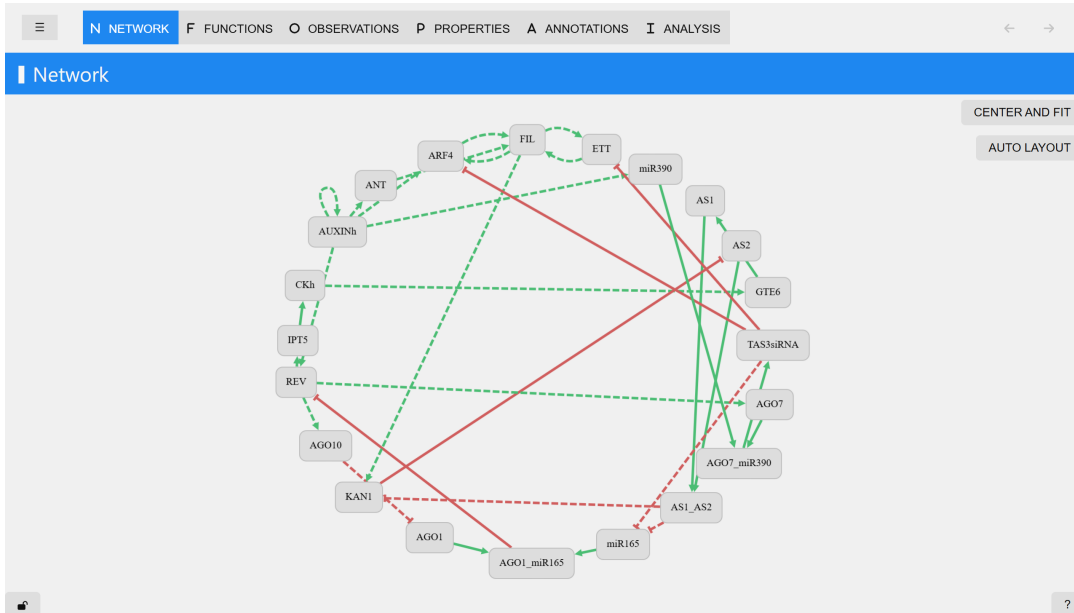 ☰ N NETWORK F FUNCTIONS O OBSERVATIONS P PROPERTIES A ANNOTATIONS I ANALYSIS ← →
Network
CENTER AND FIT
AUTO LAYOUT
FIL
ETT
ARF4
miR390
ANT
AS1
AUXINh
AS2
CKh
GTE6
IPT5
TAS3siRNA
REV
AGO7
AGO10
AGO7_miR390
KAN1
AS1_AS2
AGO1
miR165
AGO1_miR165
?